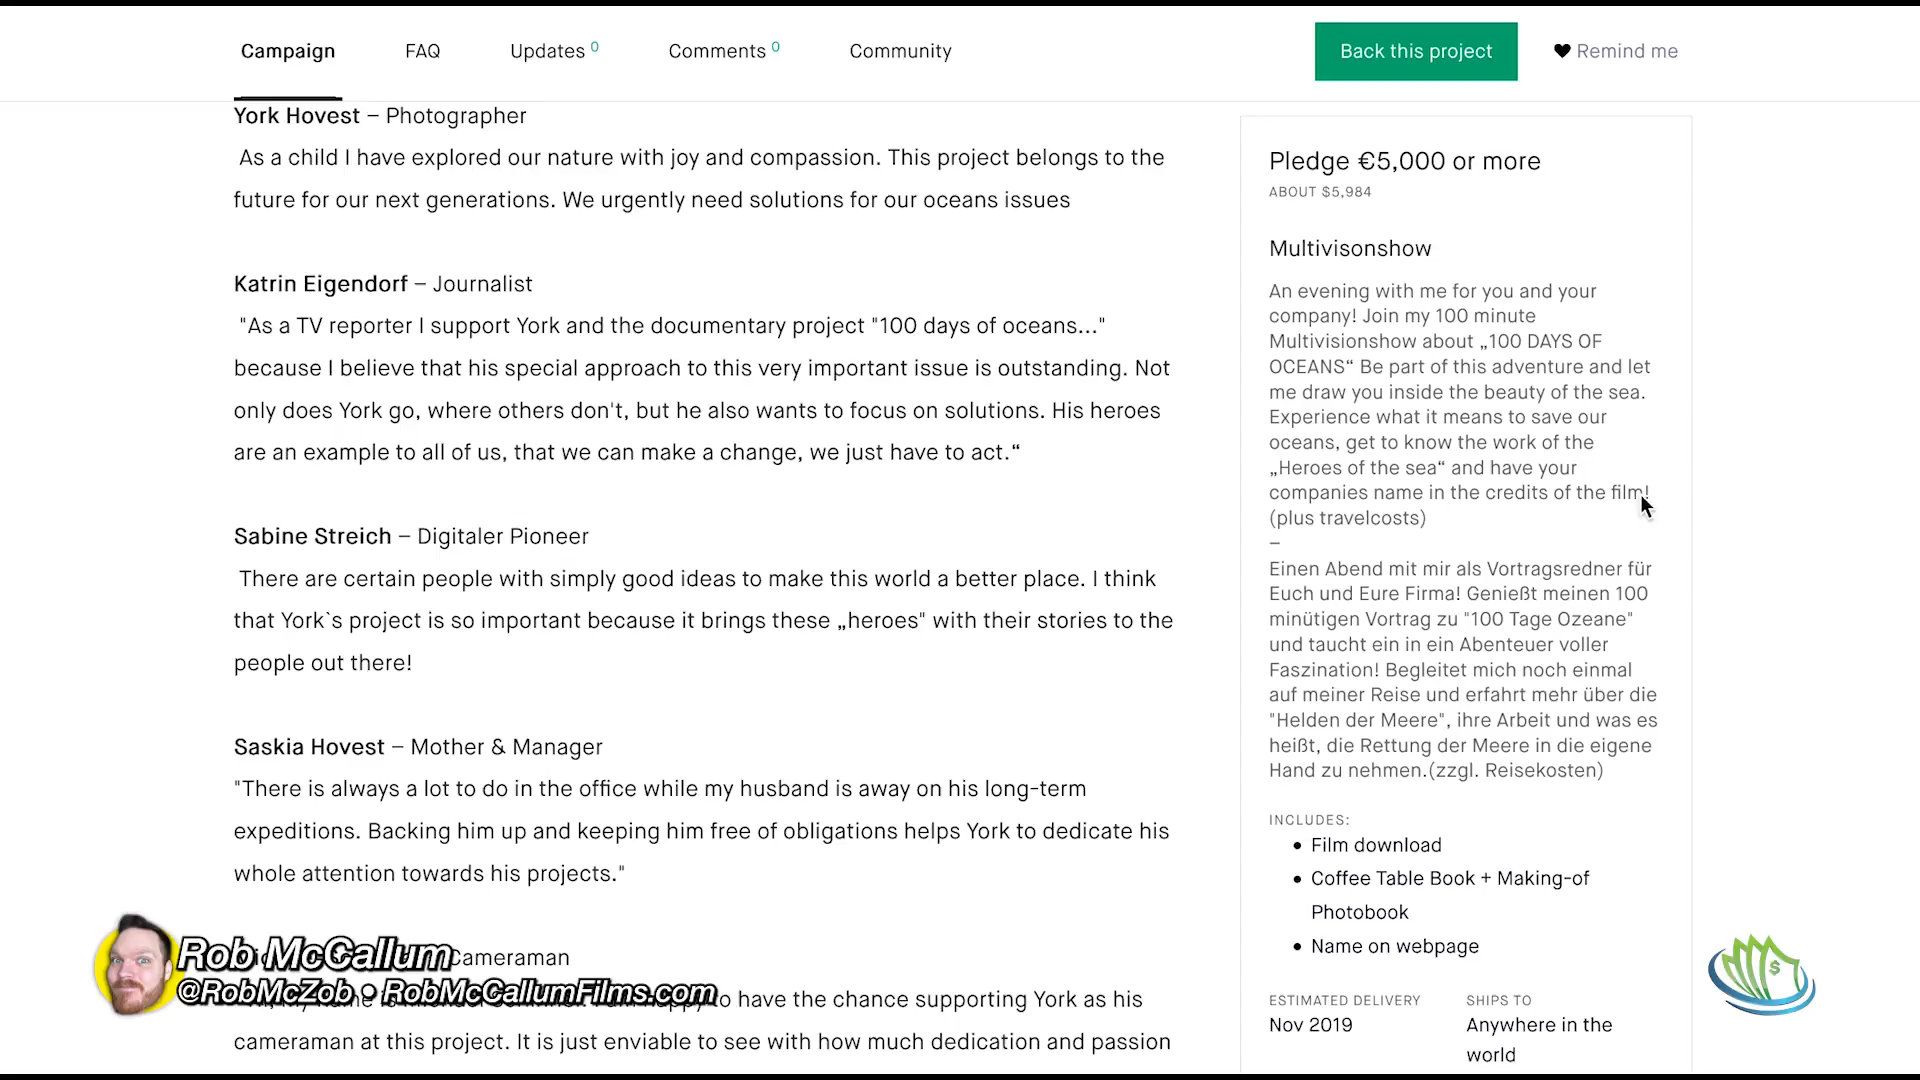 Campaign
FAQ
Updates 0
Comments 0
Community
Back this project
Remind me
York Hovest – Photographer
As a child I have explored our nature with joy and compassion. This project belongs to the
future for our next generations. We urgently need solutions for our oceans issues
Katrin Eigendorf – Journalist
"As a TV reporter I support York and the documentary project "100 days of oceans..."
because I believe that his special approach to this very important issue is outstanding. Not
only does York go, where others don't, but he also wants to focus on solutions. His heroes
are an example to all of us, that we can make a change, we just have to act.“
Sabine Streich – Digitaler Pioneer
There are certain people with simply good ideas to make this world a better place. I think
that York`s project is so important because it brings these „heroes" with their stories to the
people out there!
Saskia Hovest – Mother & Manager
"There is always a lot to do in the office while my husband is away on his long-term
expeditions. Backing him up and keeping him free of obligations helps York to dedicate his
whole attention towards his projects."
Cameraman
to have the chance supporting York as his
cameraman at this project. It is just enviable to see with how much dedication and passion
Rob McCallum
@RobMcZob • RobMcCallumFilms.com
Pledge €5,000 or more
ABOUT $5,984
Multivisonshow
An evening with me for you and your
company! Join my 100 minute
Multivisionshow about „100 DAYS OF
OCEANS“ Be part of this adventure and let
me draw you inside the beauty of the sea.
Experience what it means to save our
oceans, get to know the work of the
„Heroes of the sea“ and have your
companies name in the credits of the film!
(plus travelcosts)
–
Einen Abend mit mir als Vortragsredner für
Euch und Eure Firma! Genießt meinen 100
minütigen Vortrag zu "100 Tage Ozeane"
und taucht ein in ein Abenteuer voller
Faszination! Begleitet mich noch einmal
auf meiner Reise und erfahrt mehr über die
"Helden der Meere", ihre Arbeit und was es
heißt, die Rettung der Meere in die eigene
Hand zu nehmen.(zzgl. Reisekosten)
INCLUDES:
• Film download
• Coffee Table Book + Making-of
Photobook
• Name on webpage
ESTIMATED DELIVERY
Nov 2019
SHIPS TO
Anywhere in the
world
$